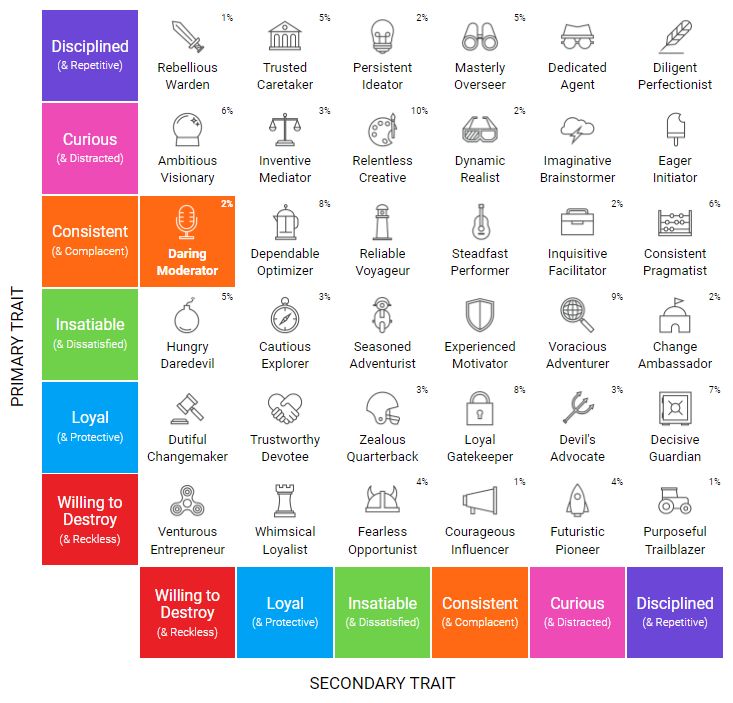 Disciplined
(& Repetitive)
1%
Rebellious
Warden
5%
Trusted
Caretaker
2%
Persistent
Ideator
5%
Masterly
Overseer
Dedicated
Agent
Diligent
Perfectionist
Curious
(& Distracted)
6%
Ambitious
Visionary
3%
Inventive
Mediator
10%
Relentless
Creative
2%
Dynamic
Realist
Imaginative
Brainstormer
Eager
Initiator
Consistent
(& Complacent)
2%
Daring
Moderator
8%
Dependable
Optimizer
Reliable
Voyageur
Steadfast
Performer
2%
Inquisitive
Facilitator
6%
Consistent
Pragmatist
PRIMARY TRAIT
Insatiable
(& Dissatisfied)
5%
Hungry
Daredevil
3%
Cautious
Explorer
Seasoned
Adventurist
Experienced
Motivator
9%
Voracious
Adventurer
2%
Change
Ambassador
Loyal
(& Protective)
Dutiful
Changemaker
Trustworthy
Devotee
3%
Zealous
Quarterback
8%
Loyal
Gatekeeper
3%
Devil's
Advocate
7%
Decisive
Guardian
Willing to
Destroy
(& Reckless)
Venturous
Entrepreneur
Whimsical
Loyalist
4%
Fearless
Opportunist
1%
Courageous
Influencer
4%
Futuristic
Pioneer
1%
Purposeful
Trailblazer
Willing to
Destroy
(& Reckless)
Loyal
(& Protective)
Insatiable
(& Dissatisfied)
Consistent
(& Complacent)
Curious
(& Distracted)
Disciplined
(& Repetitive)
SECONDARY TRAIT